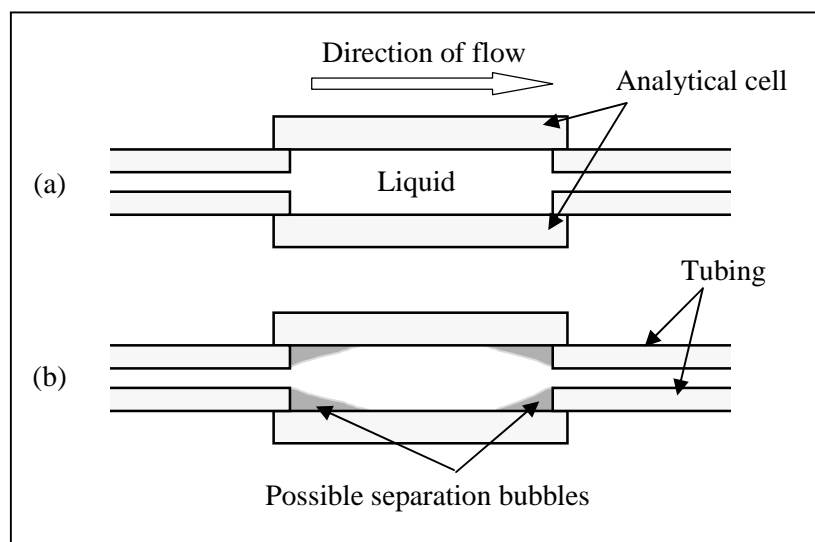 Direction of flow
Analytical cell
(a)
Liquid
Tubing
(b)
Possible separation bubbles